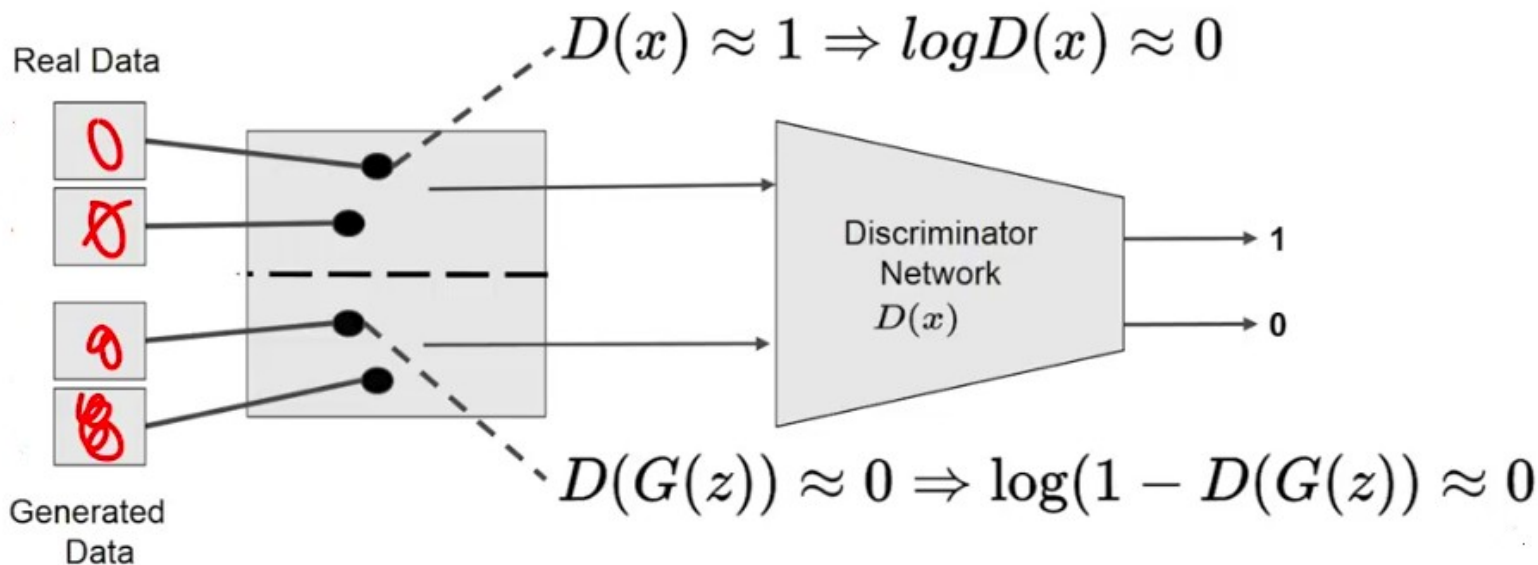 D(x) ≈ 1 ⇒ logD(x) ≈ 0
Real Data
Discriminator
Network
D(x)
1
0
D(G(z)) ≈ 0 ⇒ log(1 − D(G(z)) ≈ 0
Generated
Data